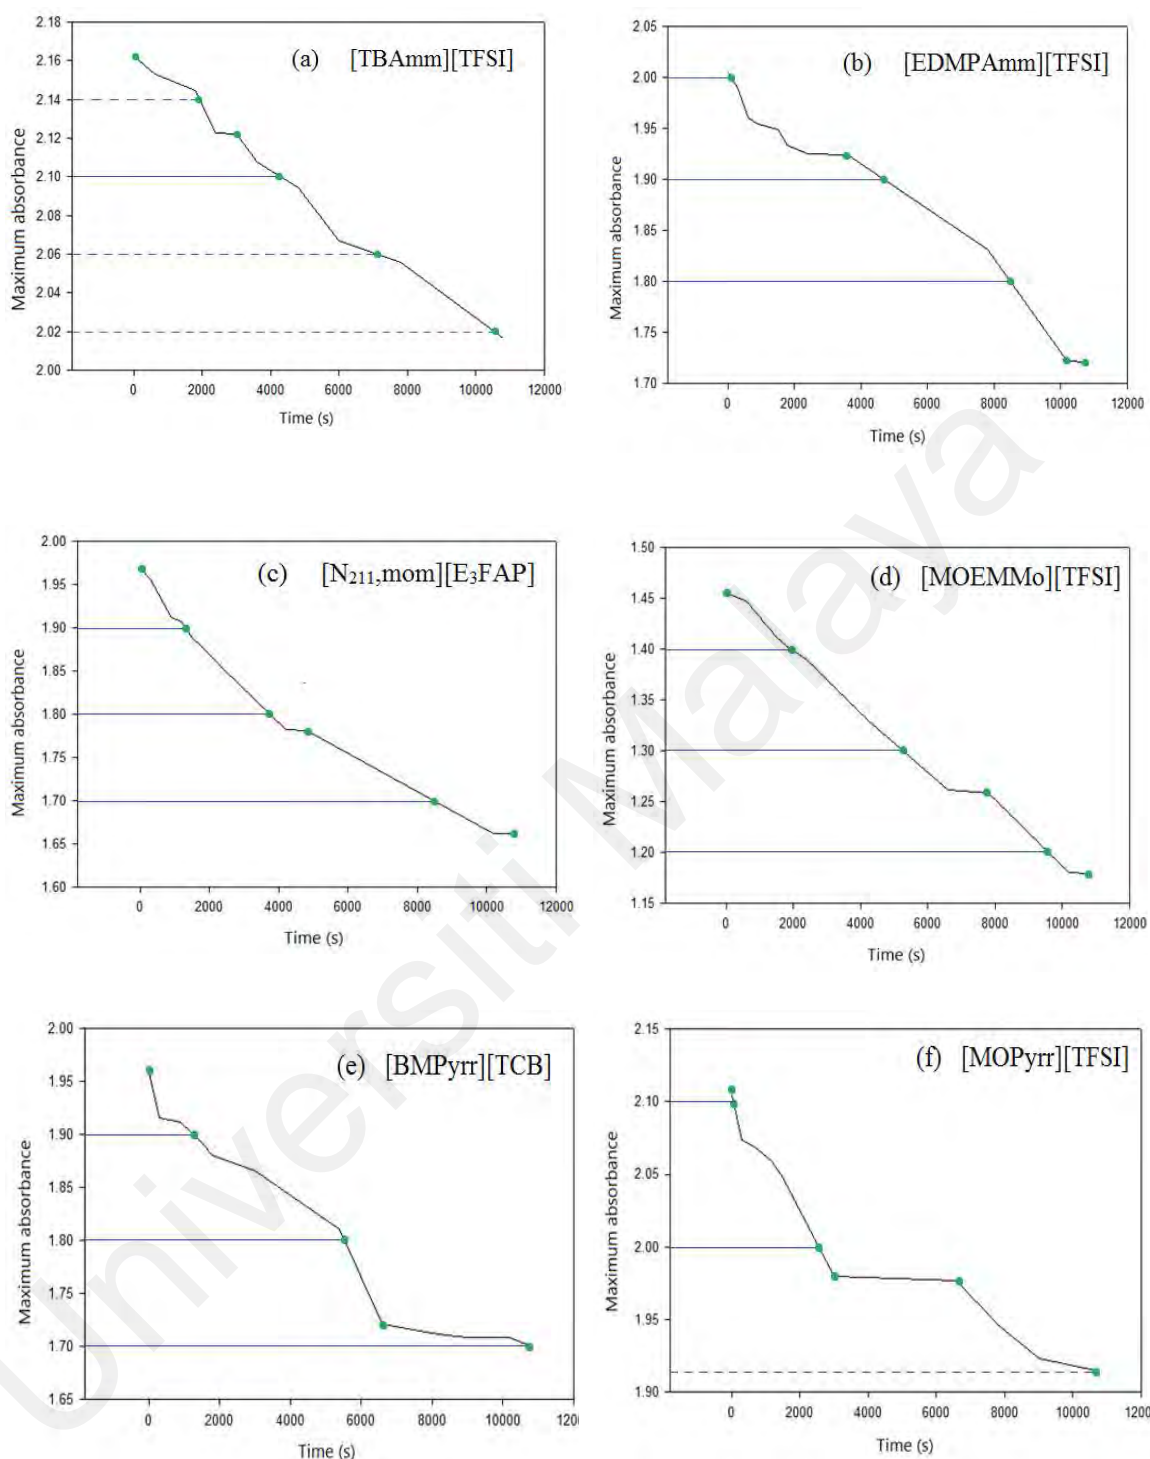 (a) [TBAmm][TFSI]
Maximum absorbance
2.18
2.16
2.14
2.12
2.10
2.08
2.06
2.04
2.02
2.00
0 2000 4000 6000 8000 10000 12000
Time (s)
(b) [EDMPAmm][TFSI]
Maximum absorbance
2.05
2.00
1.95
1.90
1.85
1.80
1.75
1.70
0 2000 4000 6000 8000 10000 12000
Time (s)
(c) [N₂₁₁,mom][E₃FAP]
Maximum absorbance
2.00
1.95
1.90
1.85
1.80
1.75
1.70
1.65
1.60
0 2000 4000 6000 8000 10000 12000
Time (s)
(d) [MOEMMo][TFSI]
Maximum absorbance
1.50
1.45
1.40
1.35
1.30
1.25
1.20
1.15
0 2000 4000 6000 8000 10000 12000
Time (s)
(e) [BMPyrr][TCB]
Maximum absorbance
2.00
1.95
1.90
1.85
1.80
1.75
1.70
1.65
0 2000 4000 6000 8000 10000 1200
Time (s)
(f) [MOPyrr][TFSI]
Maximum absorbance
2.15
2.10
2.05
2.00
1.95
1.90
0 2000 4000 6000 8000 10000 12000
Time (s)
Universiti Malaya